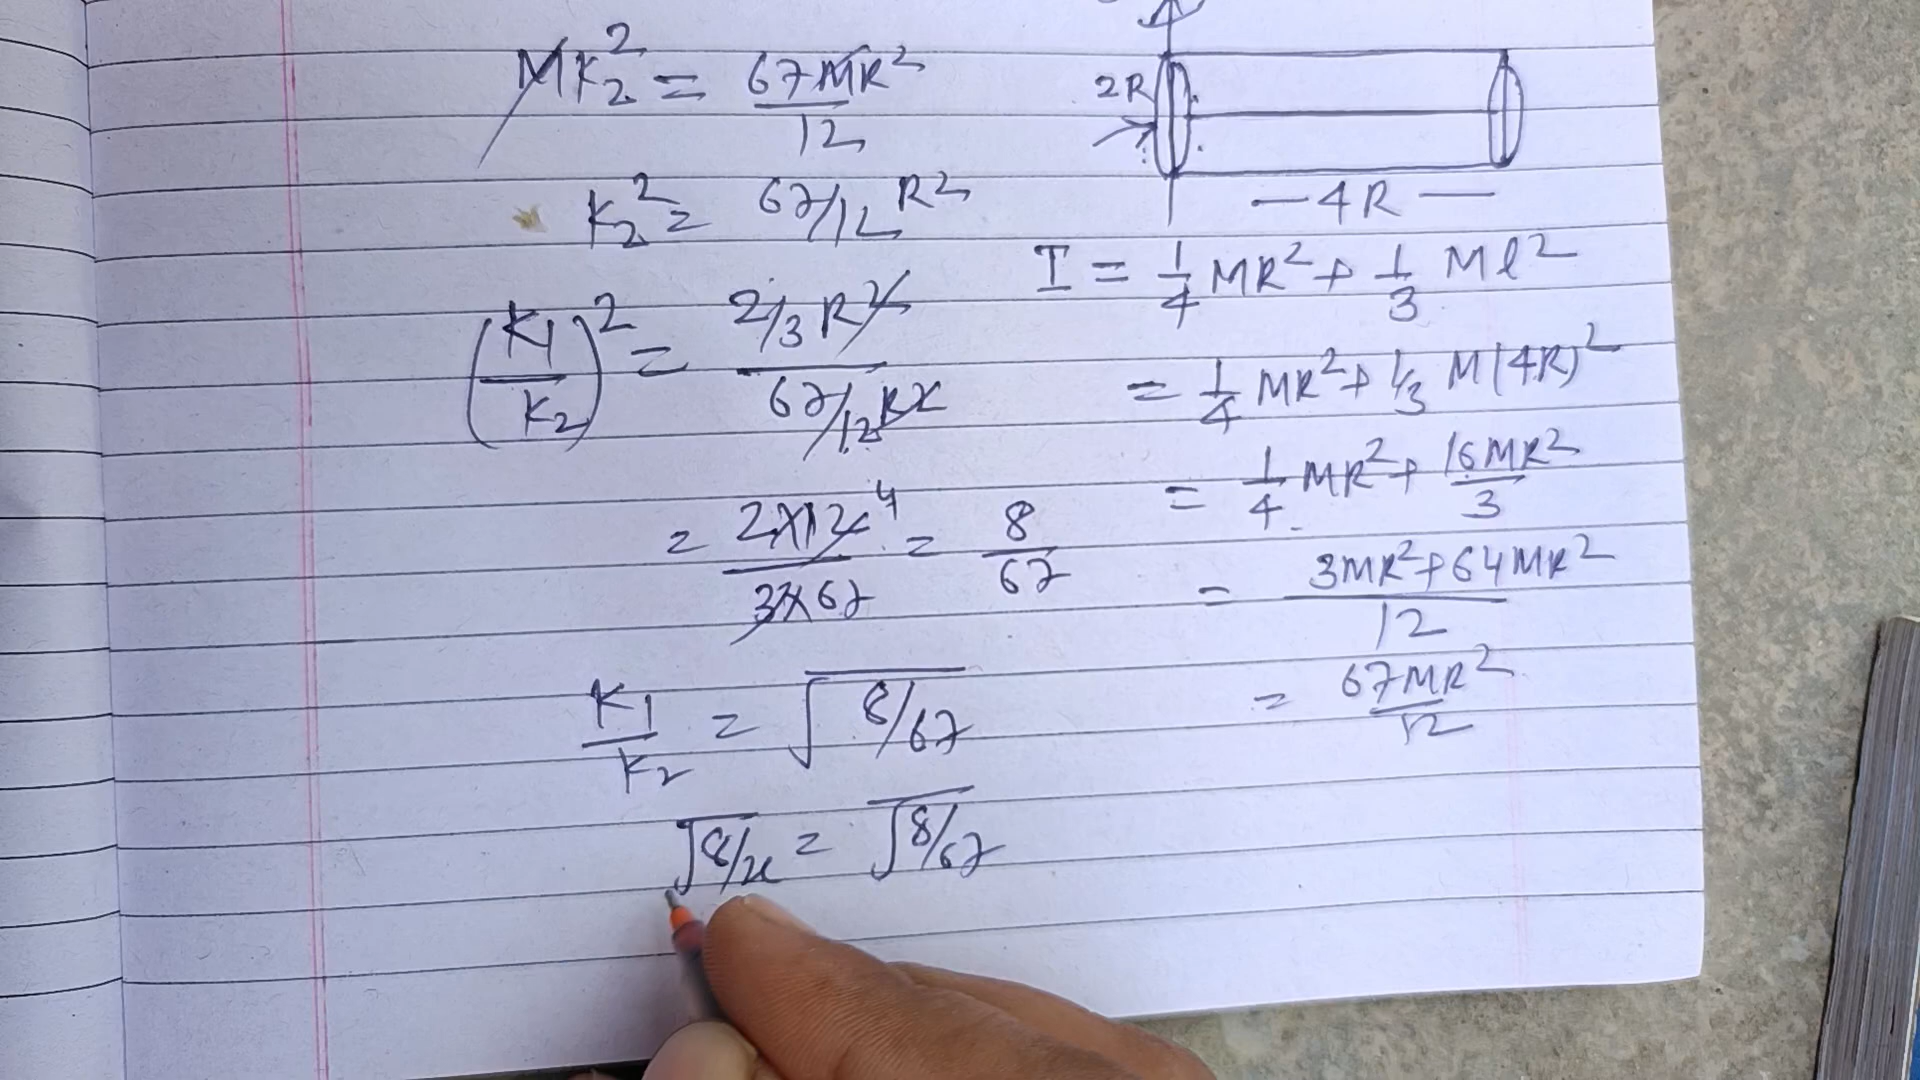 MK₂² = 67MR²/12
K₂² = 67/12 R²
(K₁/K₂)² = 2/3 R² / 67/12 R²
= 2×12 4 / 3×67 = 8/67
K₁/K₂ = √8/67
√8/x = √8/67
2R
— 4R —
I = 1/4 MR² + 1/3 Ml²
= 1/4 MR² + 1/3 M(4R)²
= 1/4 MR² + 16MR²/3
= 3MR² + 64MR² / 12
= 67MR²/12